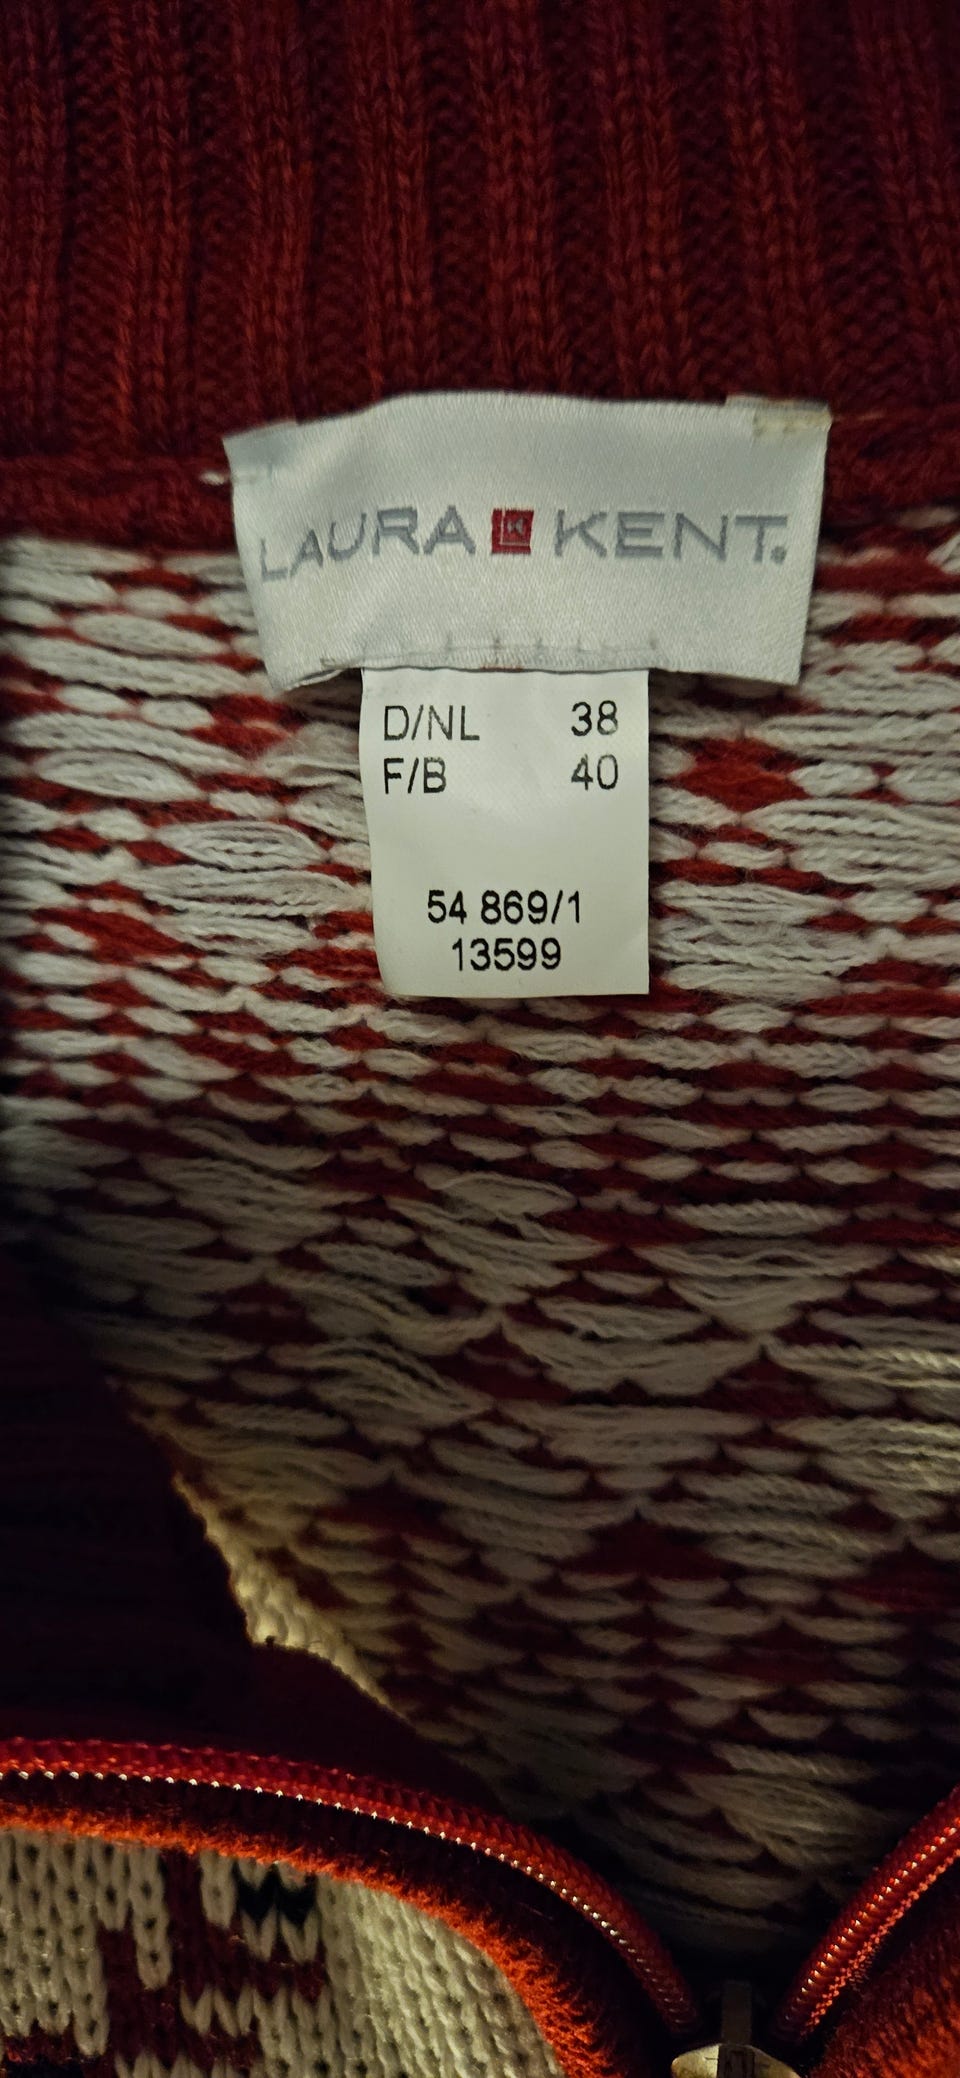 LAURA KENT.
D/NL 38
F/B 40
54 869/1
13599